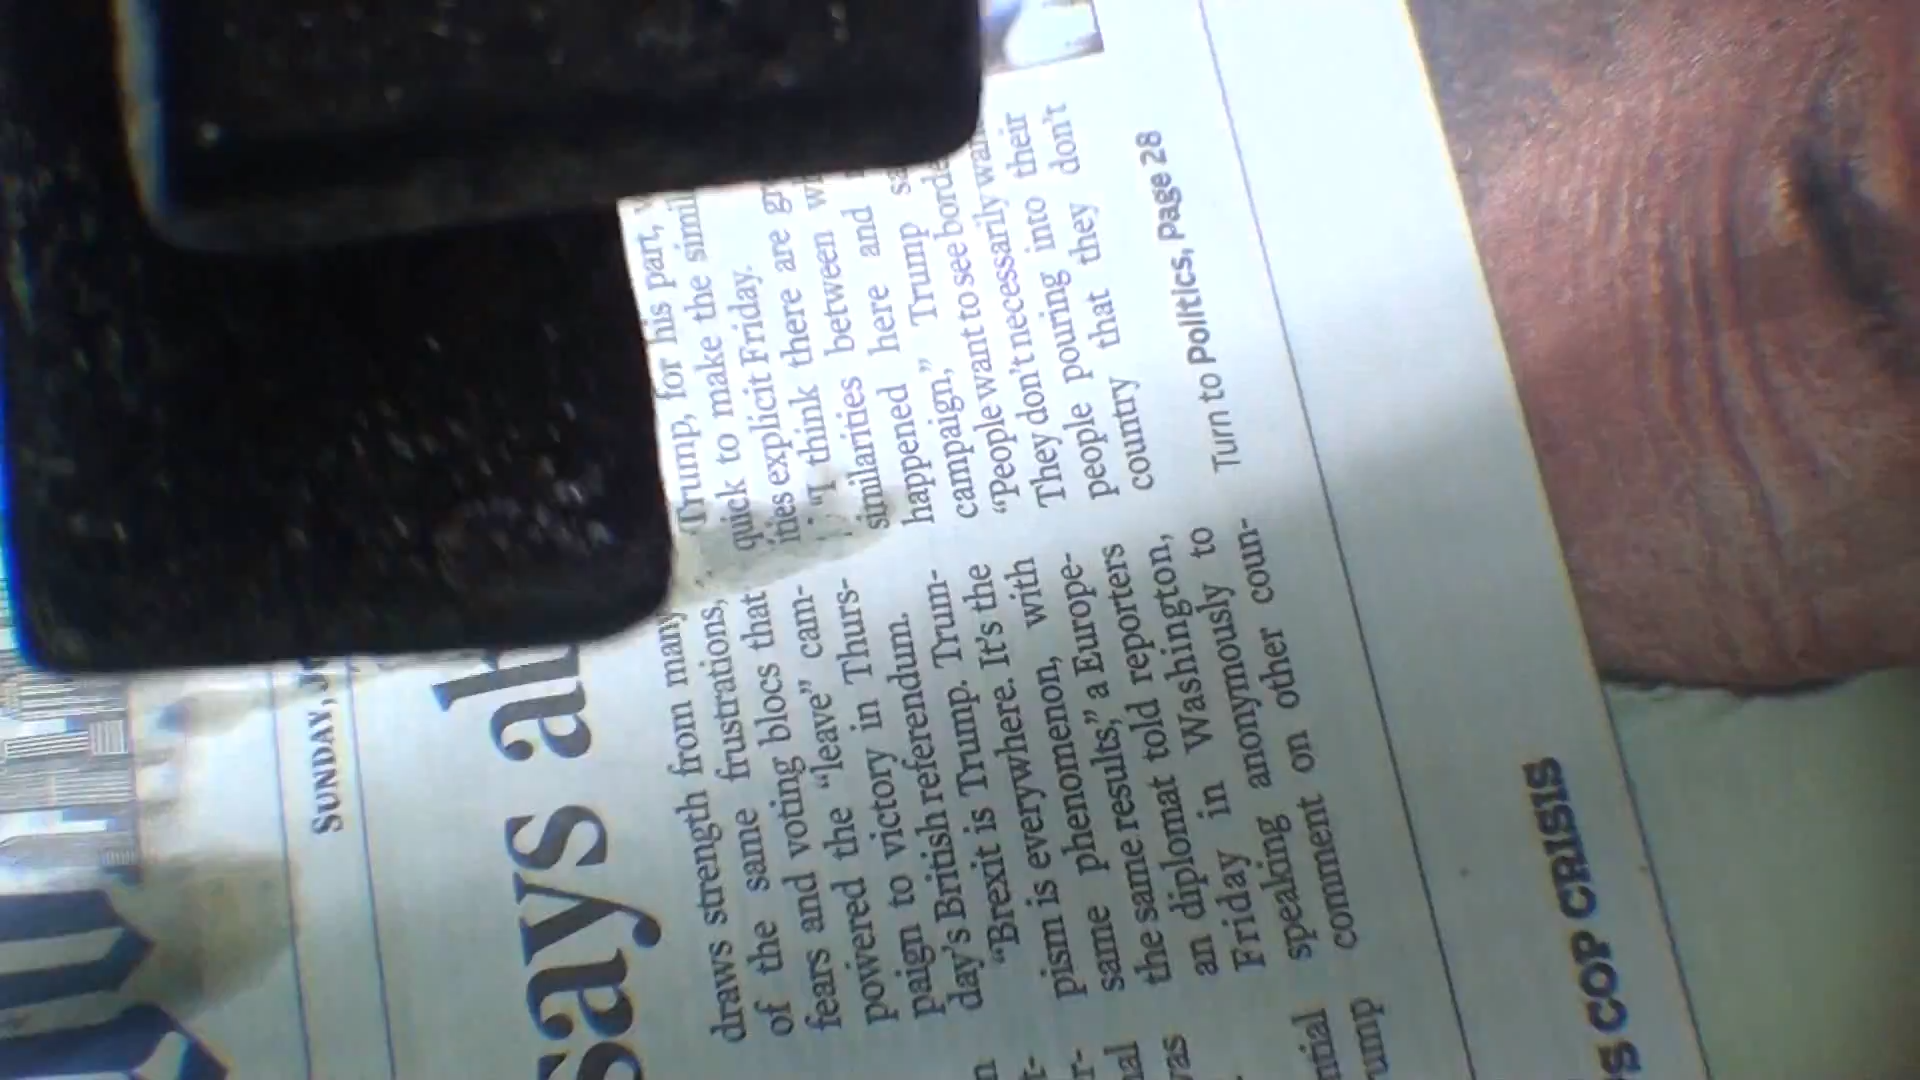 SUNDAY,
says
draws strength from many
of the same frustrations,
fears and voting blocs that
powered the “leave” cam-
paign to victory in Thurs-
day’s British referendum.
“Brexit is Trump. Trum-
pism is everywhere. It’s the
same phenomenon, with
the same results,” a Europe-
an diplomat told reporters
Friday in Washington,
speaking anonymously to
comment on other coun-
Trump, for his part,
quick to make the
ities explicit Friday.
“I think there are
similarities between
happened here and
campaign,” Trump
“People want to see
They don’t necessarily
people pouring into their
country that they don’t
Turn to Politics, Page 28
COP CRISIS